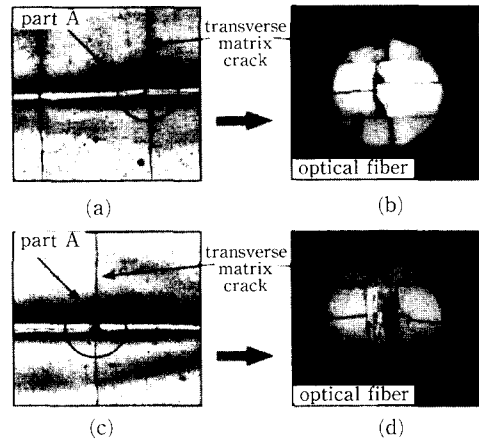 part A
transverse
matrix
crack
optical fiber
(a)
(b)
part A
transverse
matrix
crack
optical fiber
(c)
(d)